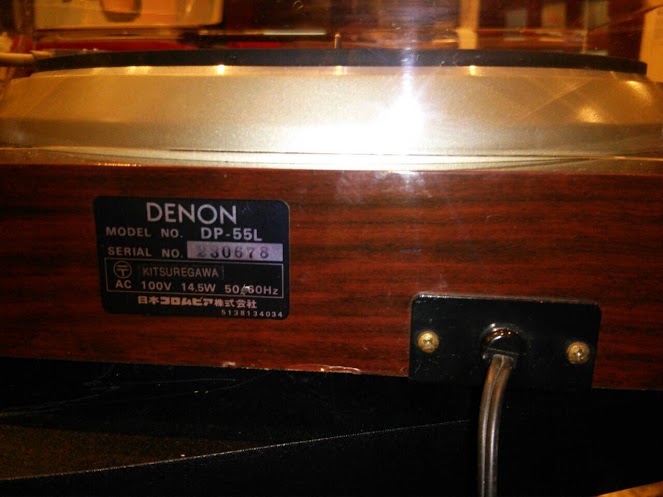 DENON
MODEL NO. DP-55L
SERIAL NO. 230678
〒 KITSUREGAWA
AC 100V 14.5W 50/60Hz
日本コロムビア株式会社
5138134034